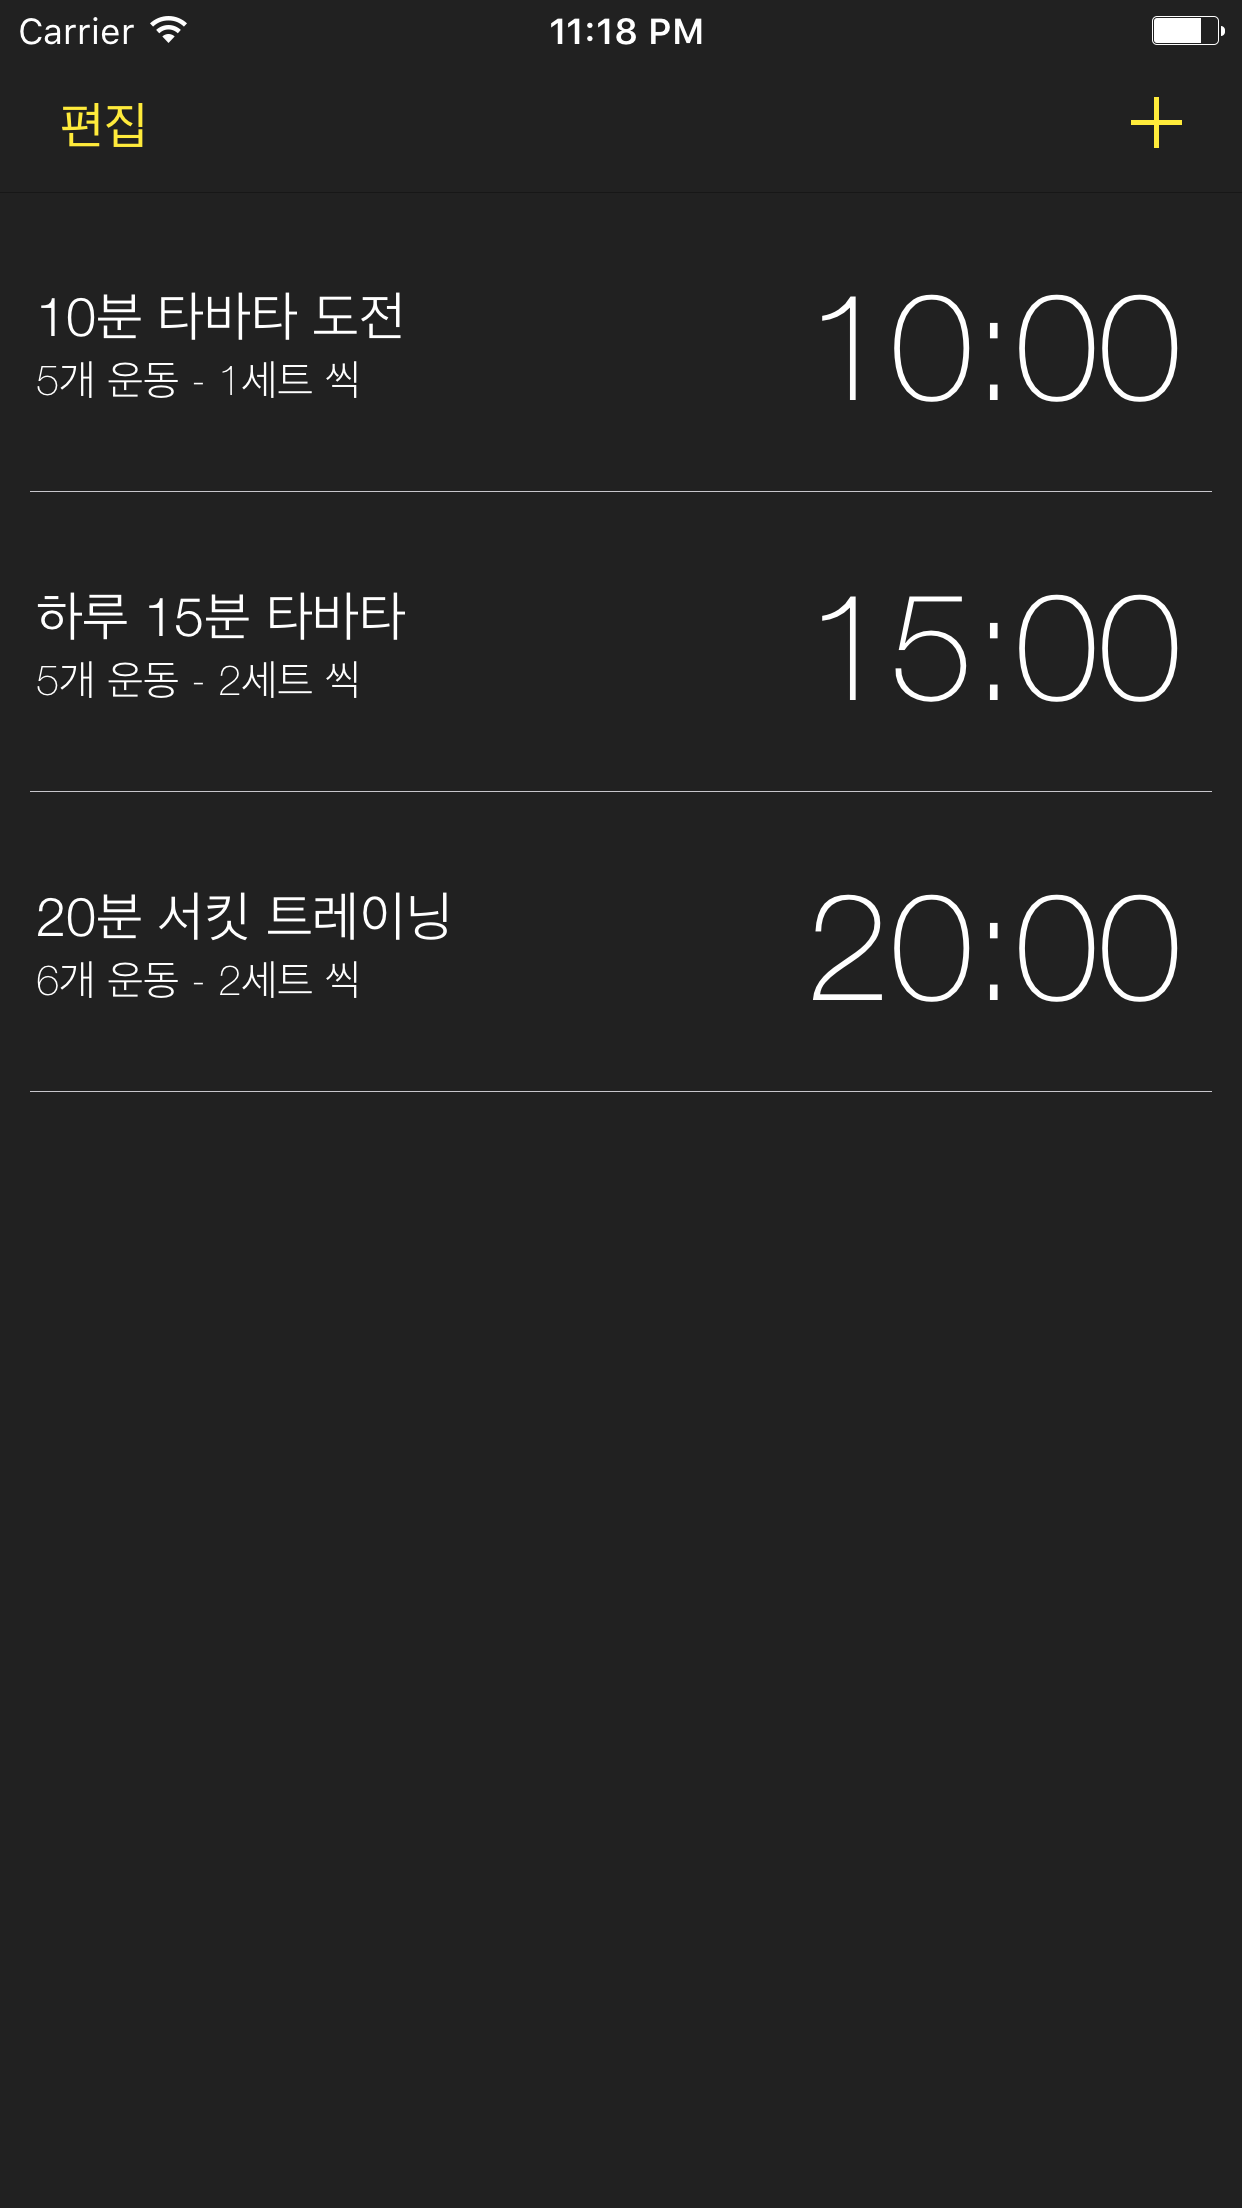 Carrier 11:18 PM
편집
10분 타바타 도전 10:00
5개 운동 - 1세트 씩
하루 15분 타바타 15:00
5개 운동 - 2세트 씩
20분 서킷 트레이닝 20:00
6개 운동 - 2세트 씩